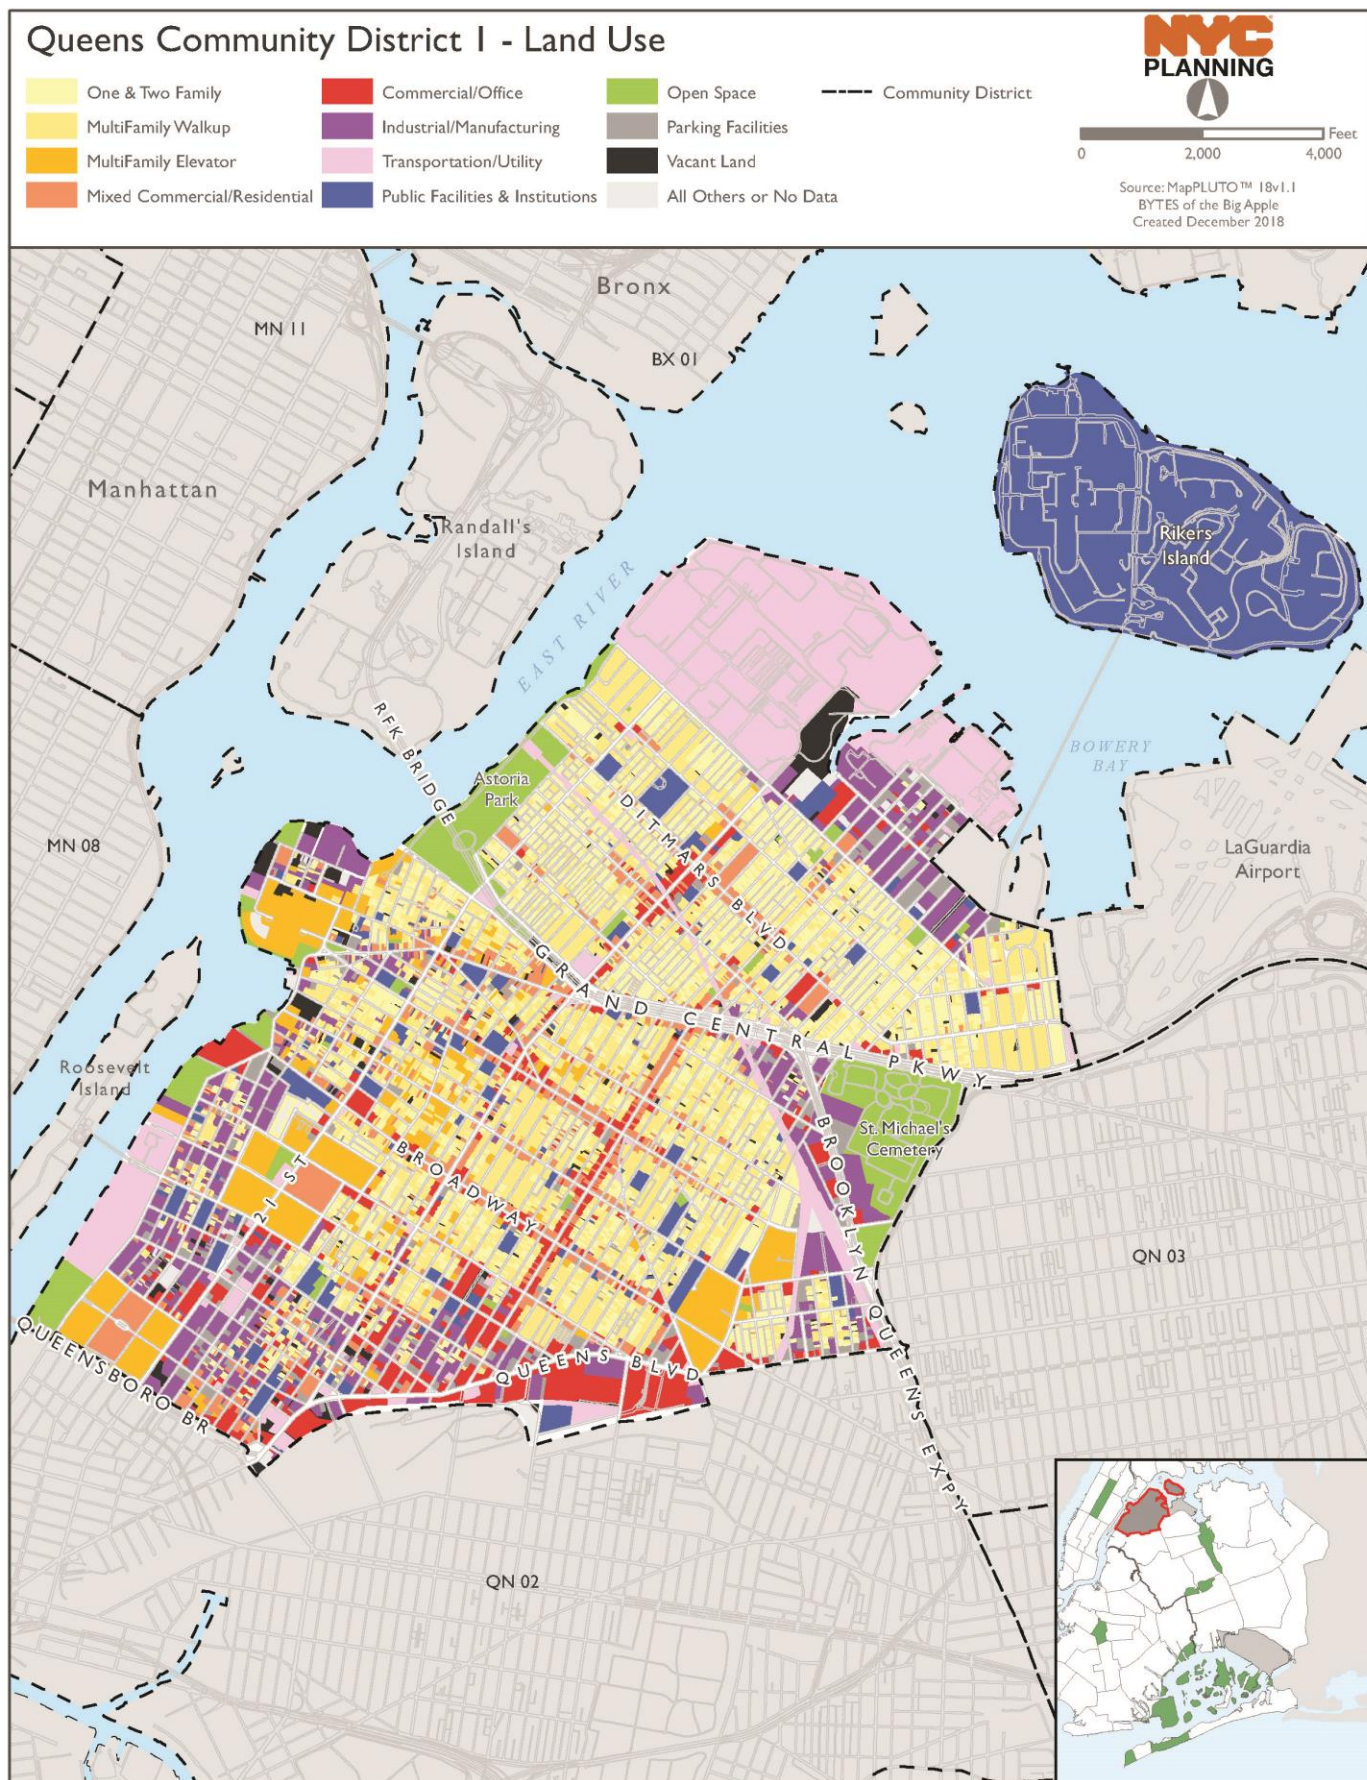 Queens Community District 1 - Land Use
One & Two Family
MultiFamily Walkup
MultiFamily Elevator
Mixed Commercial/Residential
Commercial/Office
Industrial/Manufacturing
Transportation/Utility
Public Facilities & Institutions
Open Space
Parking Facilities
Vacant Land
All Others or No Data
Community District
NYC
PLANNING
Feet
0 2,000 4,000
Source: MapPLUTO™ 18v1.1
BYTES of the Big Apple
Created December 2018
Bronx
MN 11
BX 01
Manhattan
Randall's
Island
Rikers
Island
EAST RIVER
RFK BRIDGE
BOWERY
BAY
Astoria
Park
DITMARS BLVD
MN 08
LaGuardia
Airport
GRAND CENTRAL PKWY
Roosevelt
Island
St. Michael's
Cemetery
BROADWAY
21 ST
BROOKLYN QUEENS EXPY
QN 03
QUEENSBORO BR
QUEENS BLVD
QN 02